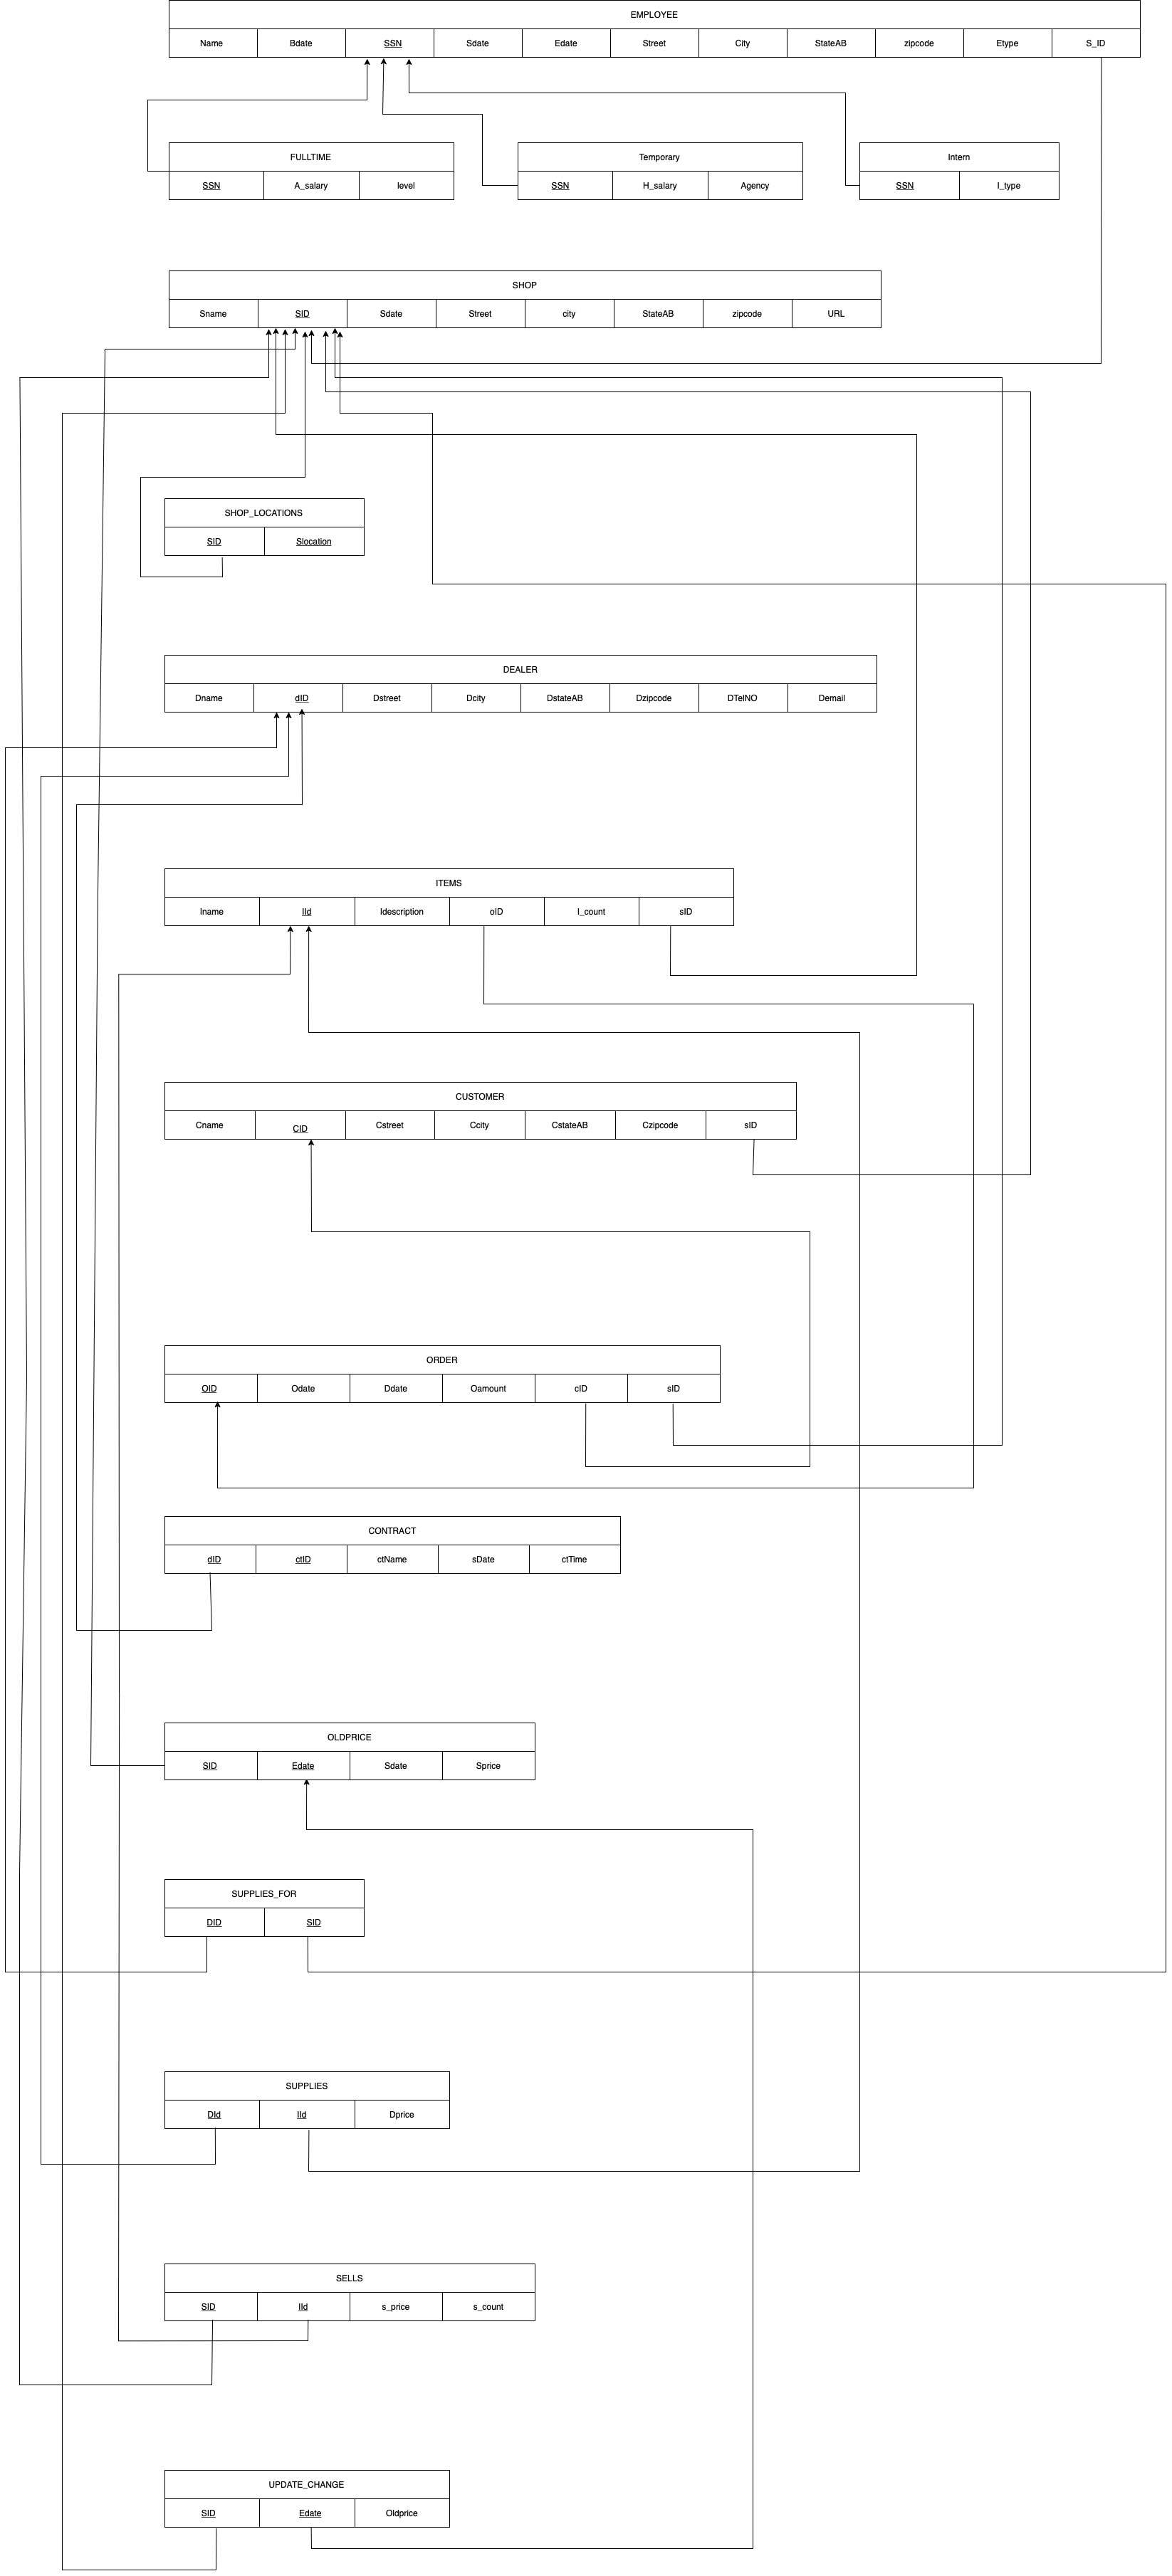 EMPLOYEE
Name Bdate SSN Sdate Edate Street City StateAB zipcode Etype S_ID
FULLTIME Temporary Intern
SSN A_salary level SSN H_salary Agency SSN I_type
SHOP
Sname SID Sdate Street city StateAB zipcode URL
SHOP_LOCATIONS
SID Slocation
DEALER
Dname dID Dstreet Dcity DstateAB Dzipcode DTelNO Demail
ITEMS
Iname IId Idescription oID I_count sID
CUSTOMER
Cname CID Cstreet Ccity CstateAB Czipcode sID
ORDER
OID Odate Ddate Oamount cID sID
CONTRACT
dID ctID ctName sDate ctTime
OLDPRICE
SID Edate Sdate Sprice
SUPPLIES_FOR
DID SID
SUPPLIES
DId IId Dprice
SELLS
SID IId s_price s_count
UPDATE_CHANGE
SID Edate Oldprice